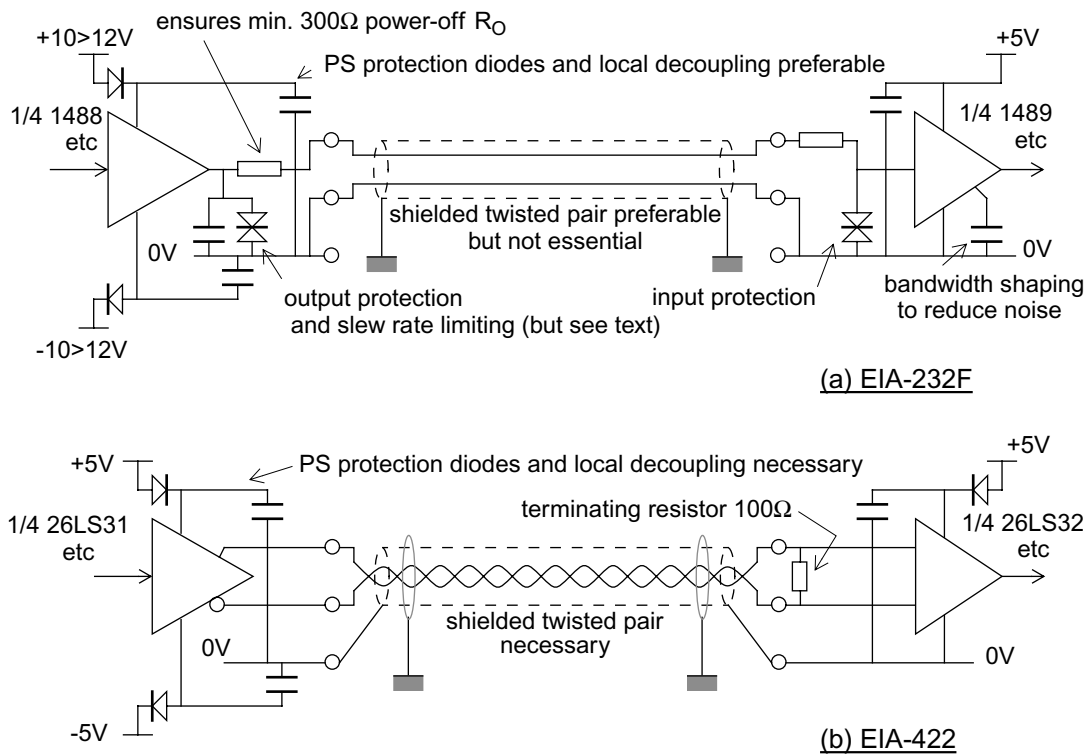 ensures min. 300Ω power-off RO
+10>12V
PS protection diodes and local decoupling preferable
+5V
1/4 1488
etc
1/4 1489
etc
shielded twisted pair preferable
but not essential
0V
0V
output protection
and slew rate limiting (but see text)
input protection
bandwidth shaping
to reduce noise
-10>12V
(a) EIA-232F
+5V
PS protection diodes and local decoupling necessary
+5V
terminating resistor 100Ω
1/4 26LS31
etc
1/4 26LS32
etc
shielded twisted pair
necessary
0V
0V
-5V
(b) EIA-422